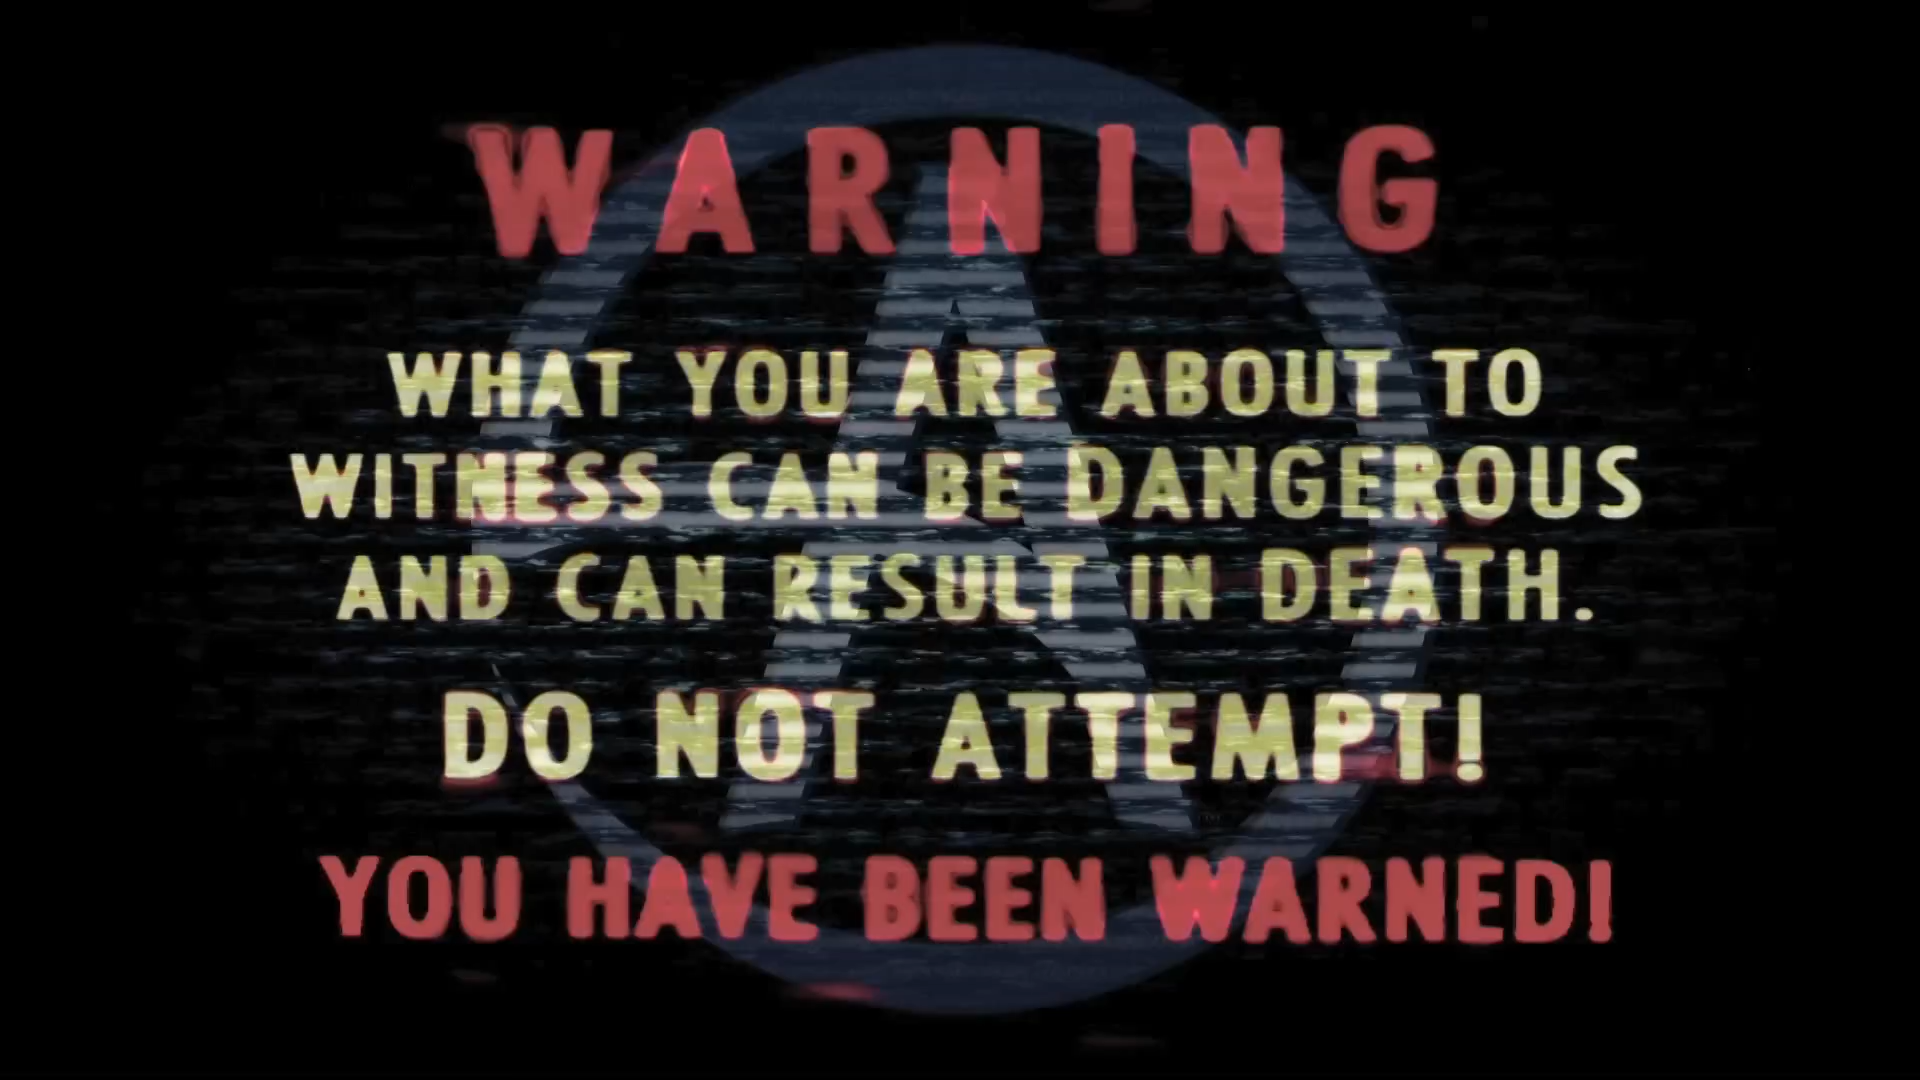 WARNING
WHAT YOU ARE ABOUT TO
WITNESS CAN BE DANGEROUS
AND CAN RESULT IN DEATH.
DO NOT ATTEMPT!
YOU HAVE BEEN WARNED!